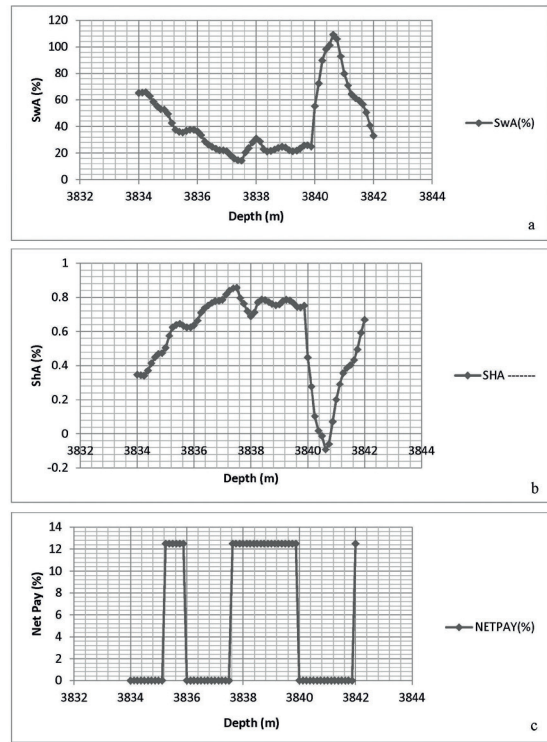 120
100
80
60
40
20
0
SwA (%)
3832 3834 3836 3838 3840 3842 3844
Depth (m)
SwA(%)
a
1
0.8
0.6
0.4
0.2
0
-0.2
ShA (%)
3832 3834 3836 3838 3840 3842 3844
Depth (m)
SHA -------
b
14
12
10
8
6
4
2
0
Net Pay (%)
3832 3834 3836 3838 3840 3842 3844
Depth (m)
NETPAY(%)
c